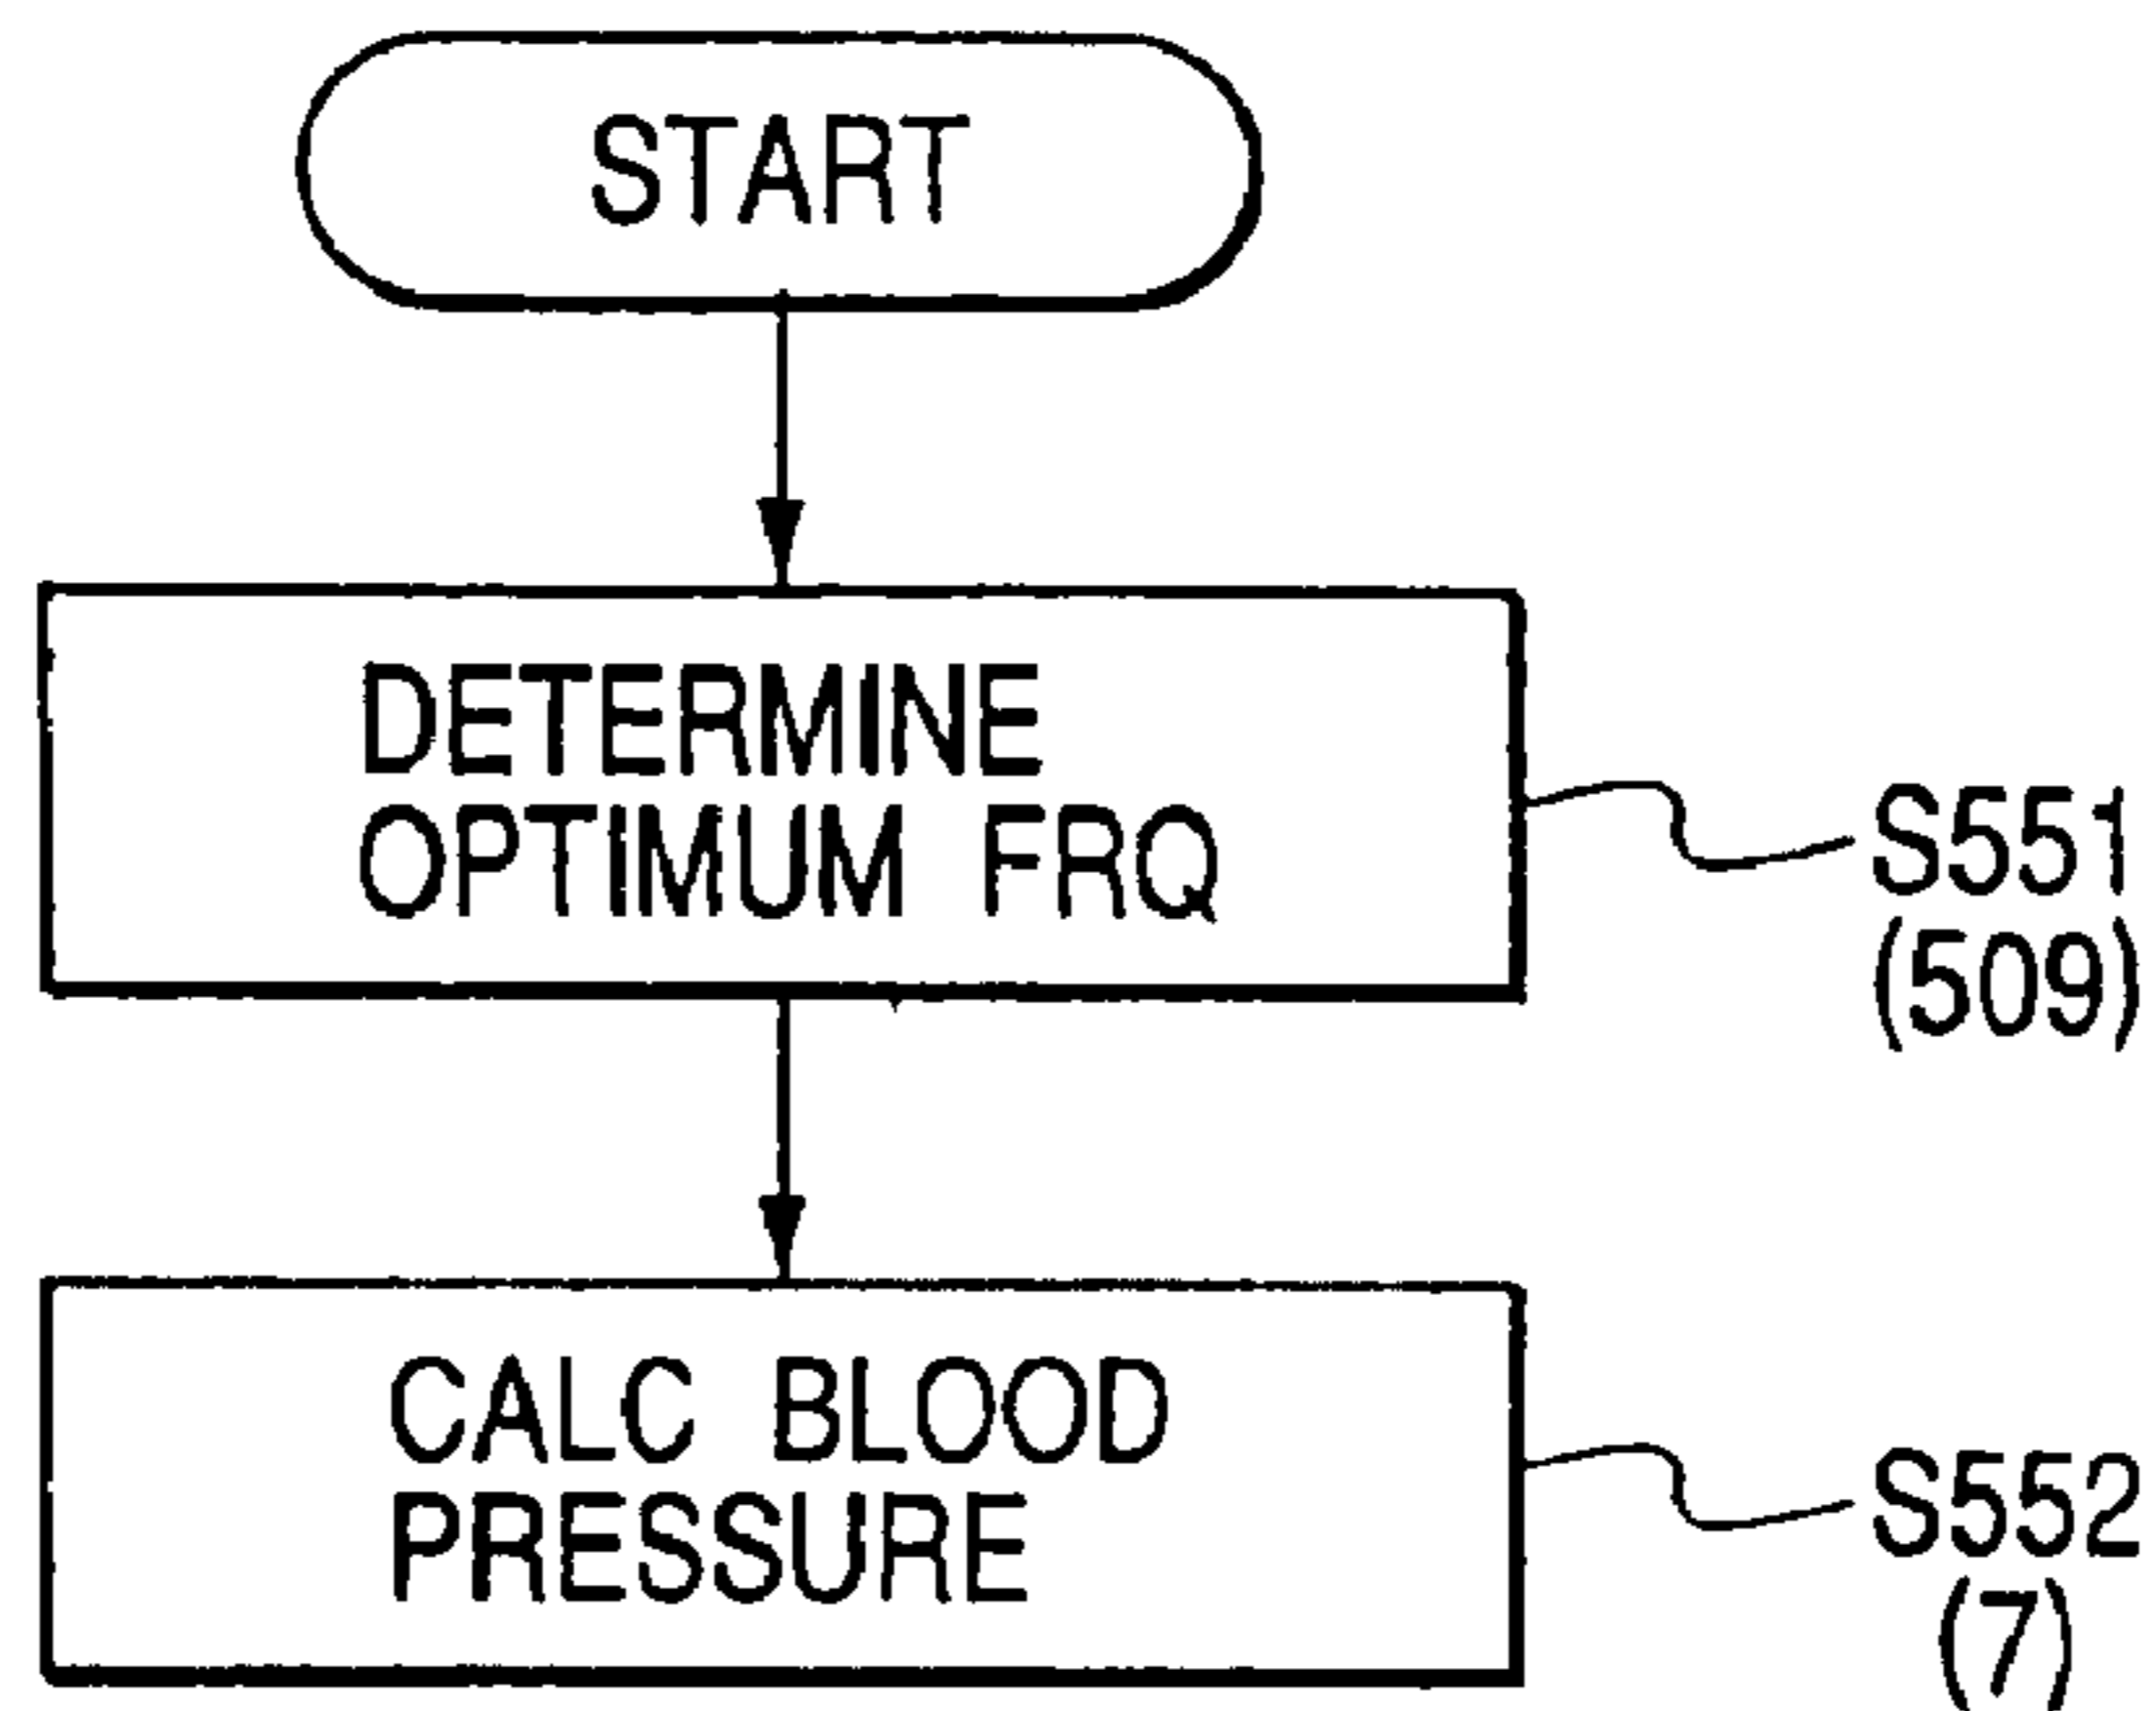 START
DETERMINE
OPTIMUM FRQ
S551
(509)
CALC BLOOD
PRESSURE
S552
(7)